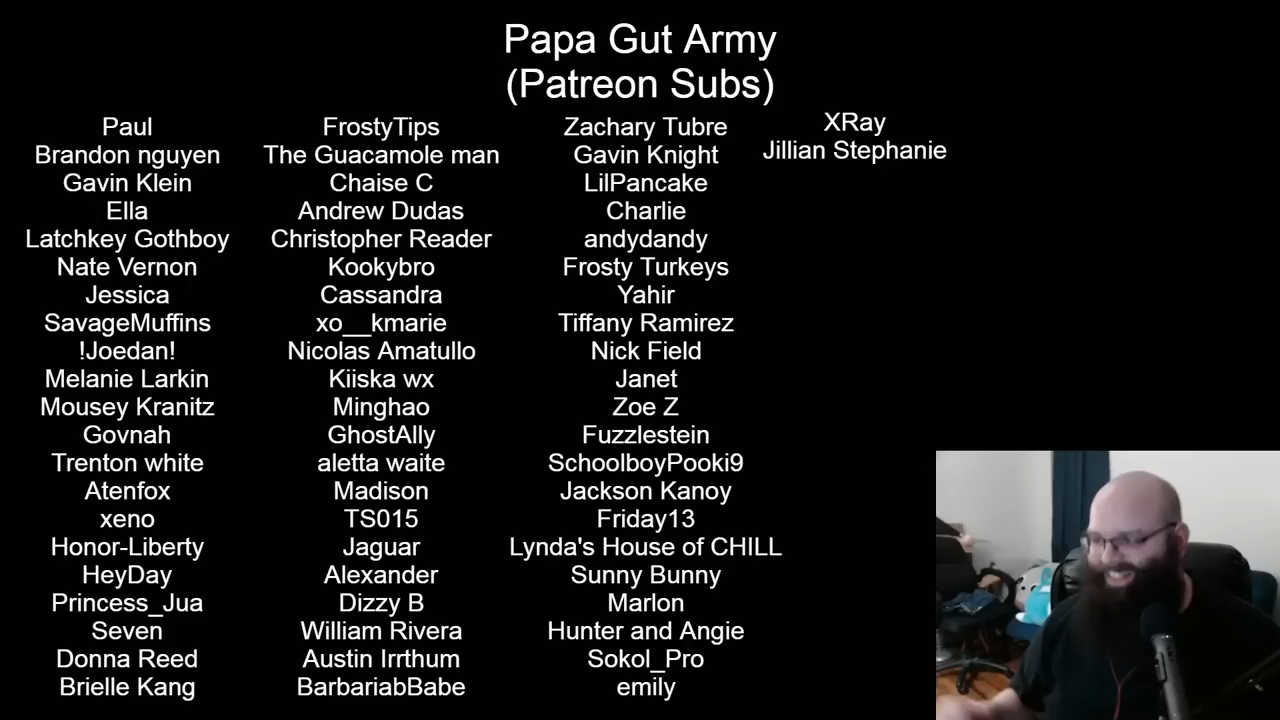 Papa Gut Army
(Patreon Subs)
Paul
Brandon nguyen
Gavin Klein
Ella
Latchkey Gothboy
Nate Vernon
Jessica
SavageMuffins
!Joedan!
Melanie Larkin
Mousey Kranitz
Govnah
Trenton white
Atenfox
xeno
Honor-Liberty
HeyDay
Princess_Jua
Seven
Donna Reed
Brielle Kang
FrostyTips
The Guacamole man
Chaise C
Andrew Dudas
Christopher Reader
Kookybro
Cassandra
xo__kmarie
Nicolas Amatullo
Kiiska wx
Minghao
GhostAlly
aletta waite
Madison
TS015
Jaguar
Alexander
Dizzy B
William Rivera
Austin Irrthum
BarbariabBabe
Zachary Tubre
Gavin Knight
LilPancake
Charlie
andydandy
Frosty Turkeys
Yahir
Tiffany Ramirez
Nick Field
Janet
Zoe Z
Fuzzlestein
SchoolboyPooki9
Jackson Kanoy
Friday13
Lynda's House of CHILL
Sunny Bunny
Marlon
Hunter and Angie
Sokol_Pro
emily
XRay
Jillian Stephanie